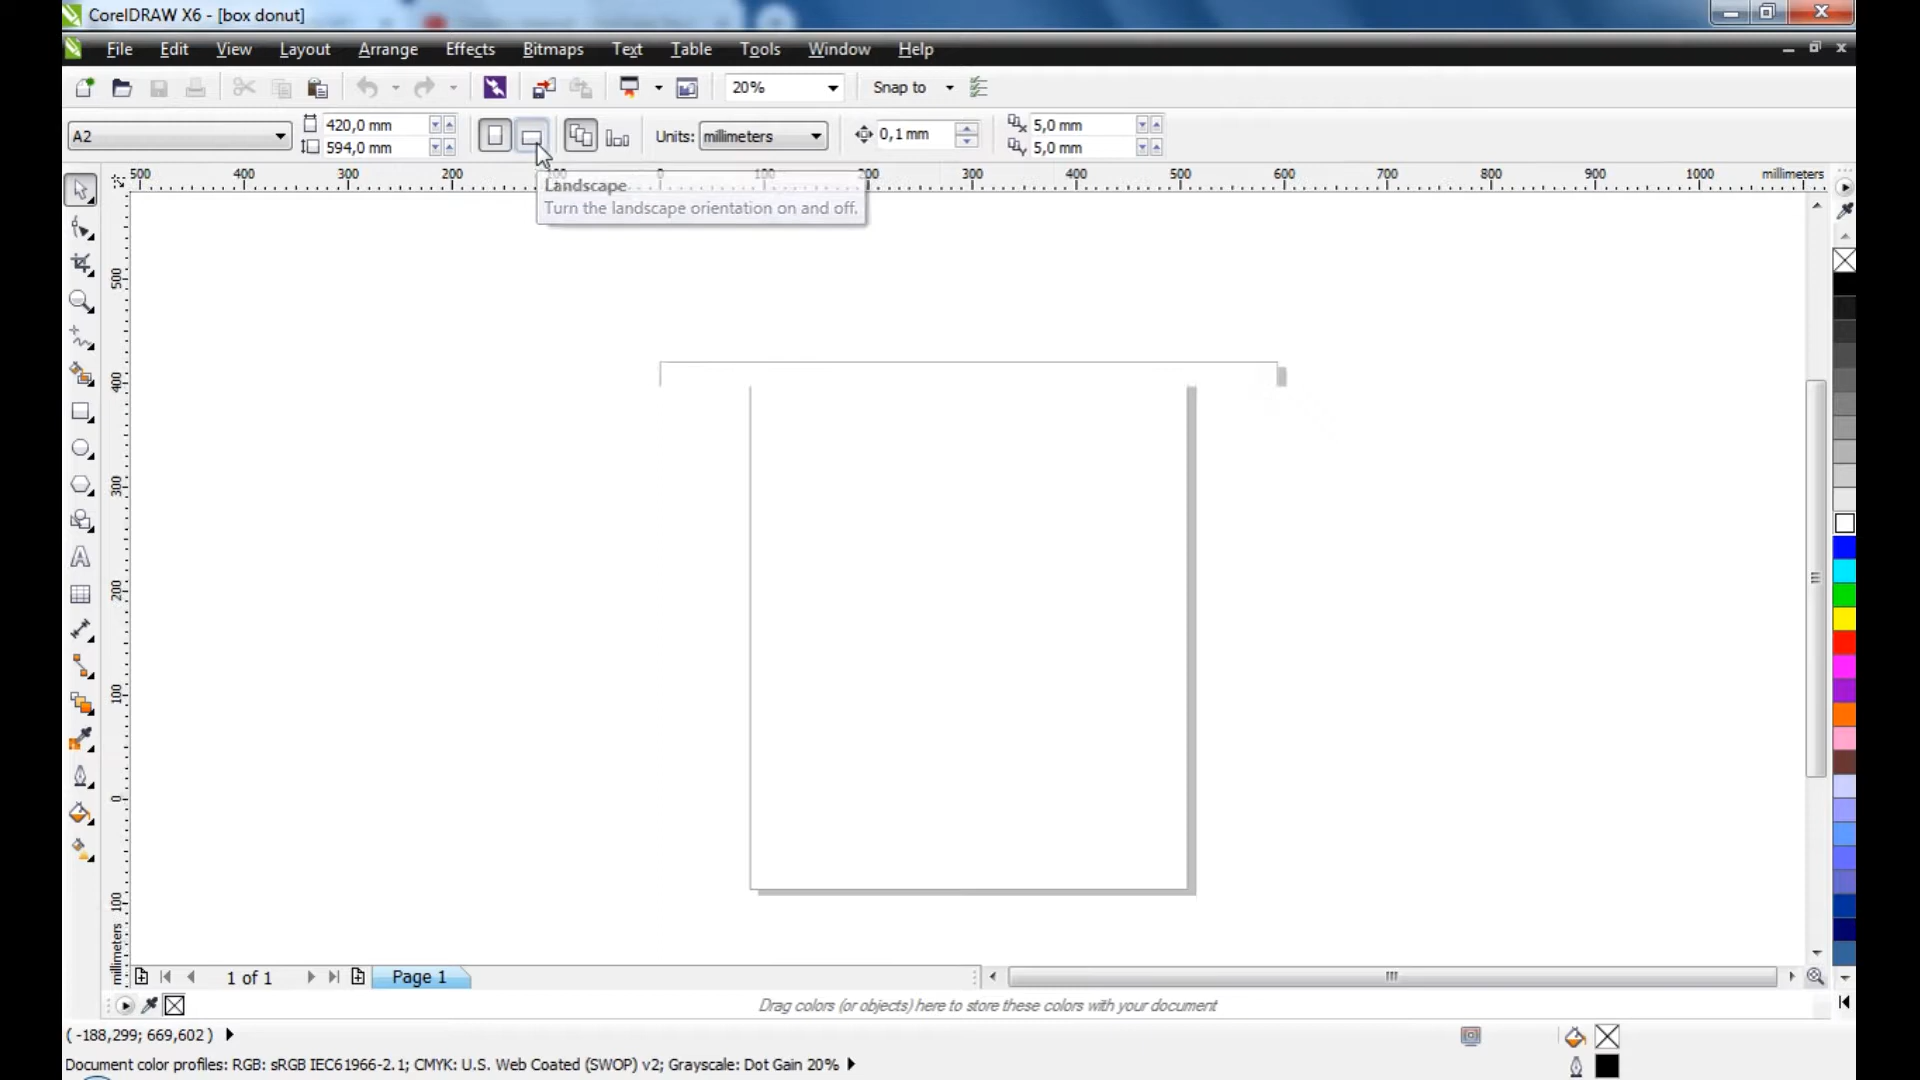 CorelDRAW X6 - [box donut]
File Edit View Layout Arrange Effects Bitmaps Text Table Tools Window Help
20% Snap to
A2 420,0 mm 594,0 mm Units: millimeters 0,1 mm 5,0 mm 5,0 mm
500 400 300 200 100 0 100 200 300 400 500 600 700 800 900 1000 millimeters
Landscape
Turn the landscape orientation on and off.
500
400
300
200
100
0
100
millimeters
1 of 1 Page 1
Drag colors (or objects) here to store these colors with your document
( -188,299; 669,602 )
Document color profiles: RGB: sRGB IEC61966-2.1; CMYK: U.S. Web Coated (SWOP) v2; Grayscale: Dot Gain 20%